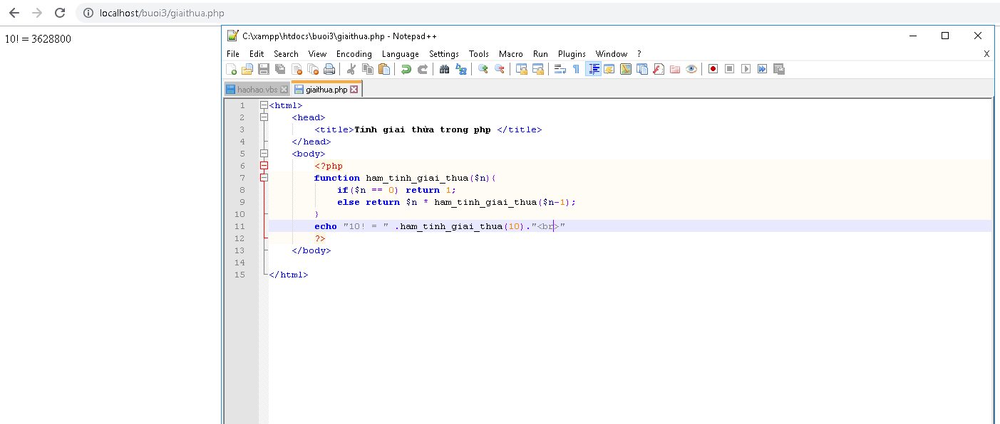 localhost/buoi3/giaithua.php
10! = 3628800
C:\xampp\htdocs\buoi3\giaithua.php - Notepad++
File Edit Search View Encoding Language Settings Tools Macro Run Plugins Window ? X
haohao.vbs giaithua.php
1 <html>
2 <head>
3 <title>Tính giai thừa trong php </title>
4 </head>
5 <body>
6 <?php
7 function ham_tinh_giai_thua($n){
8 if($n == 0) return 1;
9 else return $n * ham_tinh_giai_thua($n-1);
10 }
11 echo "10! = " .ham_tinh_giai_thua(10)."<br>"
12 ?>
13 </body>
14
15 </html>